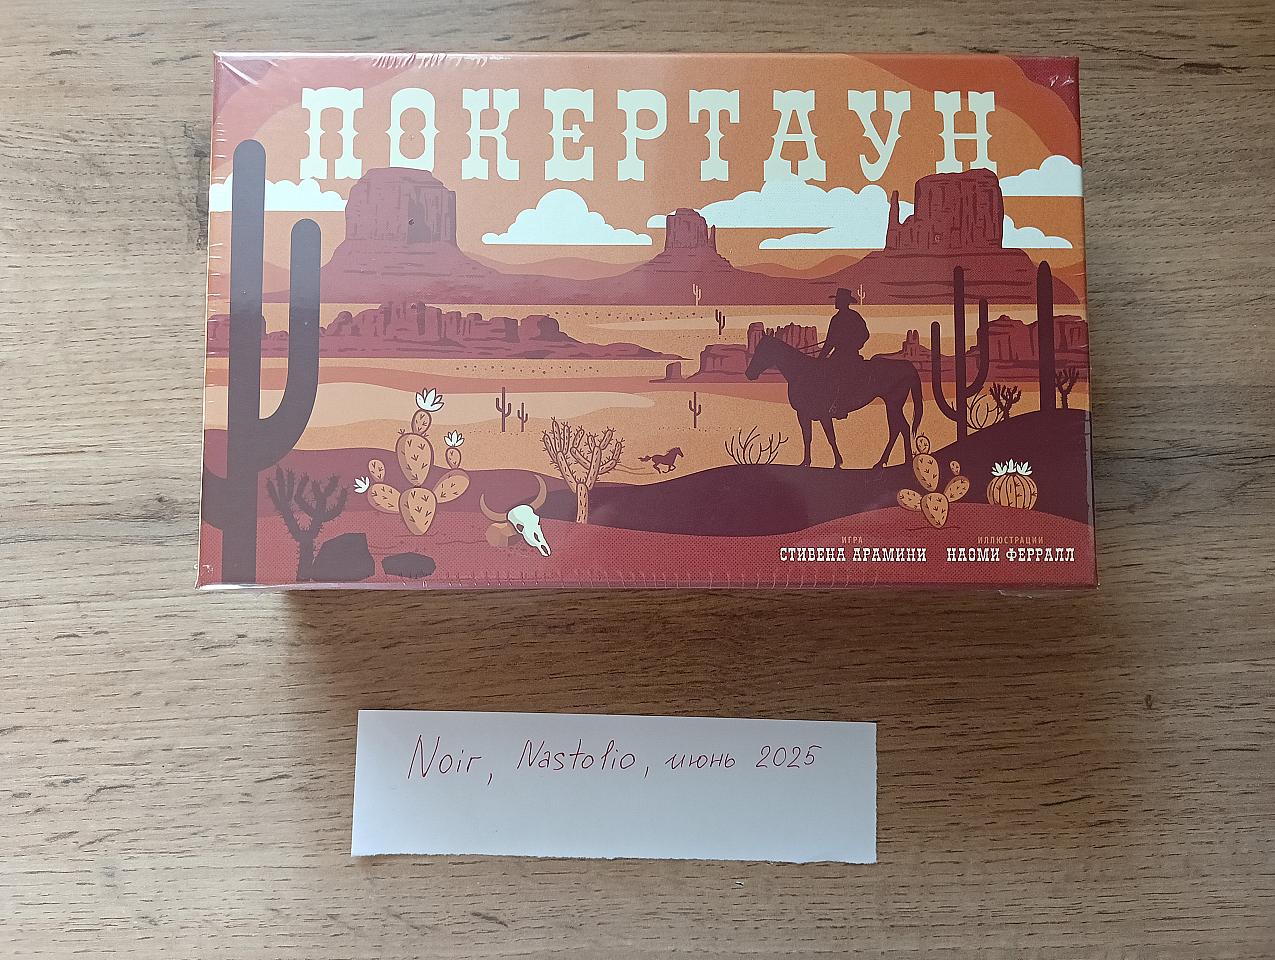 ПОКЕРТАУН
ИГРА
СТИВЕНА АРАМИНИ
ИЛЛЮСТРАЦИИ
НАОМИ ФЕРРАЛЛ
Noir, Nastolio, июнь 2025